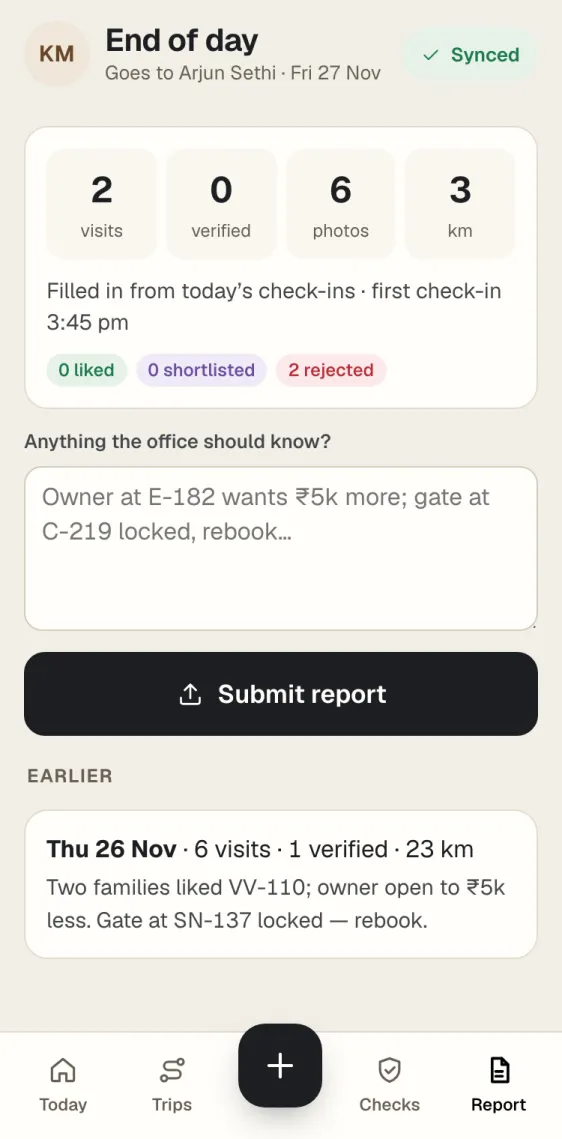 KM
End of day
Goes to Arjun Sethi · Fri 27 Nov
Synced
2
visits
0
verified
6
photos
3
km
Filled in from today’s check-ins · first check-in
3:45 pm
0 liked
0 shortlisted
2 rejected
Anything the office should know?
Owner at E-182 wants ₹5k more; gate at
C-219 locked, rebook…
Submit report
EARLIER
Thu 26 Nov · 6 visits · 1 verified · 23 km
Two families liked VV-110; owner open to ₹5k
less. Gate at SN-137 locked — rebook.
Today
Trips
Checks
Report